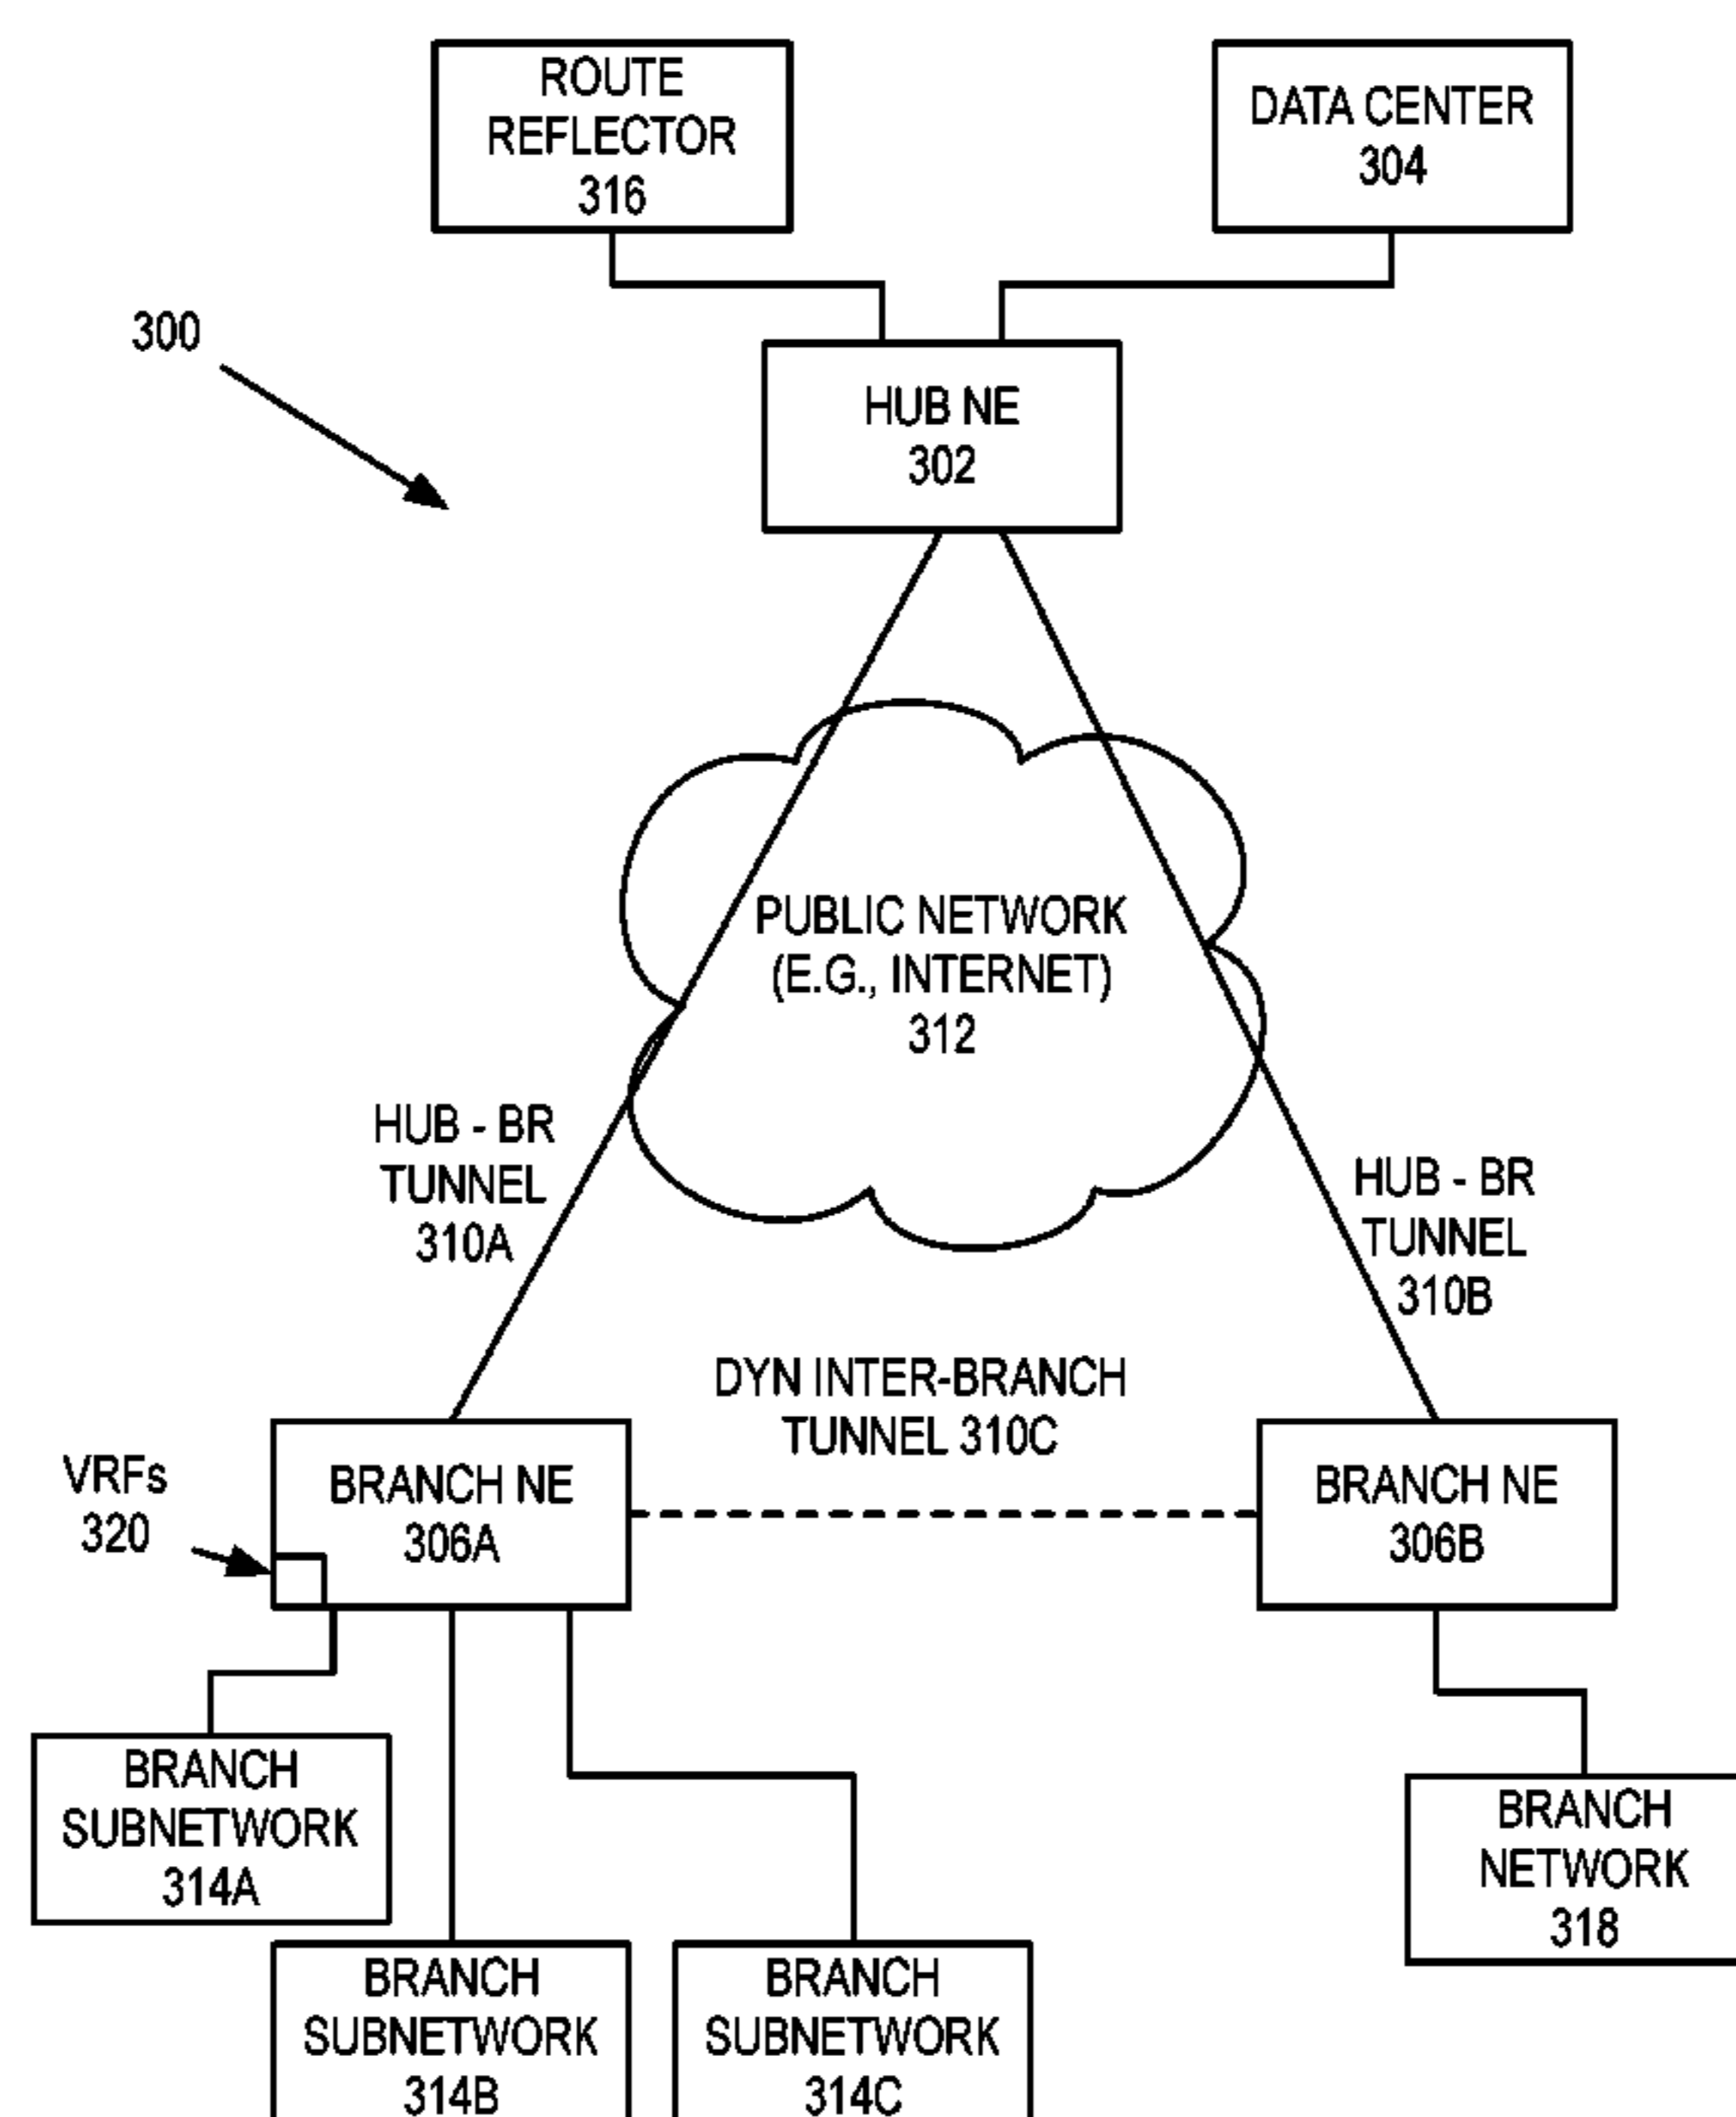 ROUTE
REFLECTOR
316
DATA CENTER
304
300
HUB NE
302
PUBLIC NETWORK
(E.G., INTERNET)
312
HUB - BR
TUNNEL
310A
HUB - BR
TUNNEL
310B
DYN INTER-BRANCH
TUNNEL 310C
VRFs
320
BRANCH NE
306A
BRANCH NE
306B
BRANCH
SUBNETWORK
314A
BRANCH
NETWORK
318
BRANCH
SUBNETWORK
314B
BRANCH
SUBNETWORK
314C